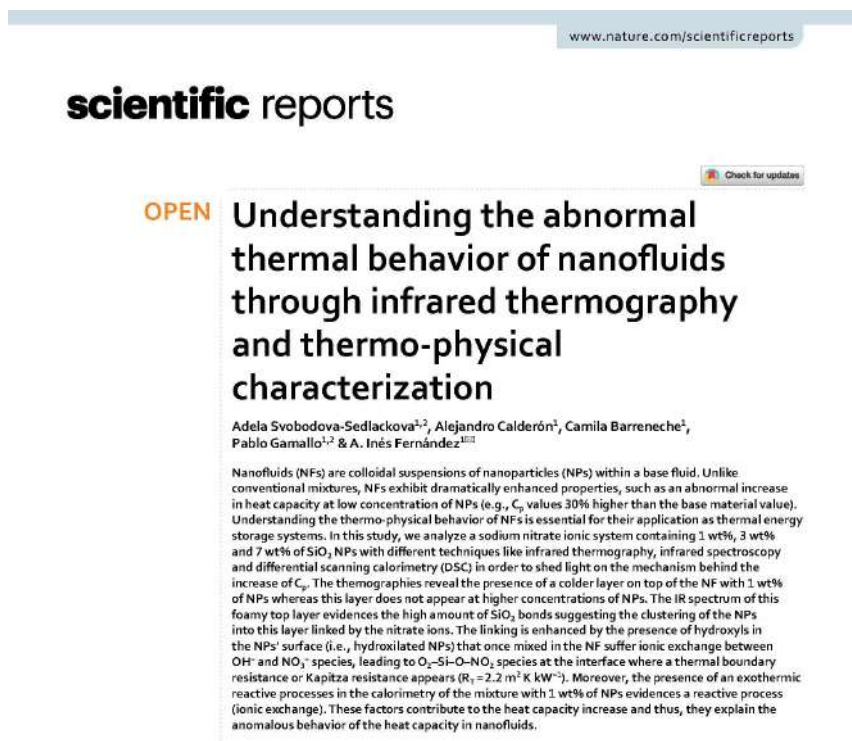 www.nature.com/scientificreports
scientific reports
Check for updates
OPEN Understanding the abnormal
thermal behavior of nanofluids
through infrared thermography
and thermo-physical
characterization
Adela Svobodova-Sedlackova¹,², Alejandro Calderón¹, Camila Barreneche¹,
Pablo Gamallo¹,² & A. Inés Fernández¹✉
Nanofluids (NFs) are colloidal suspensions of nanoparticles (NPs) within a base fluid. Unlike
conventional mixtures, NFs exhibit dramatically enhanced properties, such as an abnormal increase
in heat capacity at low concentration of NPs (e.g., Cₚ values 30% higher than the base material value).
Understanding the thermo-physical behavior of NFs is essential for their application as thermal energy
storage systems. In this study, we analyze a sodium nitrate ionic system containing 1 wt%, 3 wt%
and 7 wt% of SiO₂ NPs with different techniques like infrared thermography, infrared spectroscopy
and differential scanning calorimetry (DSC) in order to shed light on the mechanism behind the
increase of Cₚ. The themographies reveal the presence of a colder layer on top of the NF with 1 wt%
of NPs whereas this layer does not appear at higher concentrations of NPs. The IR spectrum of this
foamy top layer evidences the high amount of SiO₂ bonds suggesting the clustering of the NPs
into this layer linked by the nitrate ions. The linking is enhanced by the presence of hydroxyls in
the NPs' surface (i.e., hydroxilated NPs) that once mixed in the NF suffer ionic exchange between
OH⁻ and NO₃⁻ species, leading to O₂–Si–O–NO₂ species at the interface where a thermal boundary
resistance or Kapitza resistance appears (R_T = 2.2 m² K kW⁻¹). Moreover, the presence of an exothermic
reactive processes in the calorimetry of the mixture with 1 wt% of NPs evidences a reactive process
(ionic exchange). These factors contribute to the heat capacity increase and thus, they explain the
anomalous behavior of the heat capacity in nanofluids.